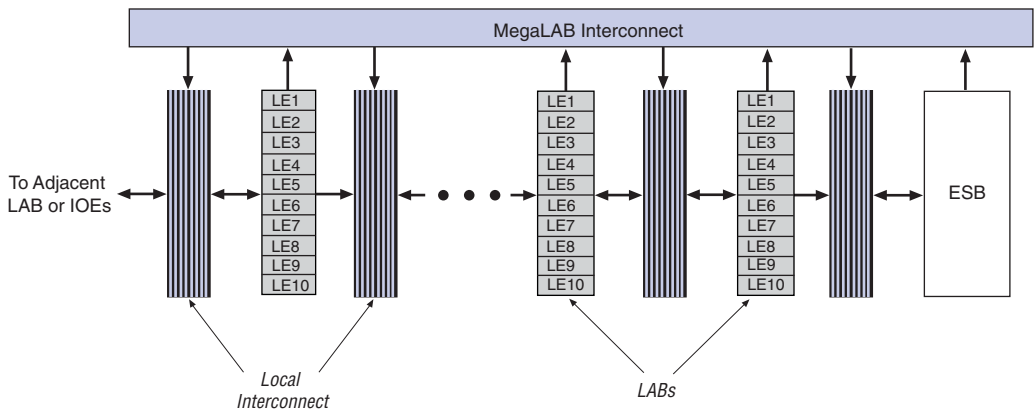 MegaLAB Interconnect
LE1
LE2
LE3
LE4
LE5
LE6
LE7
LE8
LE9
LE10
LE1
LE2
LE3
LE4
LE5
LE6
LE7
LE8
LE9
LE10
LE1
LE2
LE3
LE4
LE5
LE6
LE7
LE8
LE9
LE10
To Adjacent
LAB or IOEs
ESB
Local
Interconnect
LABs